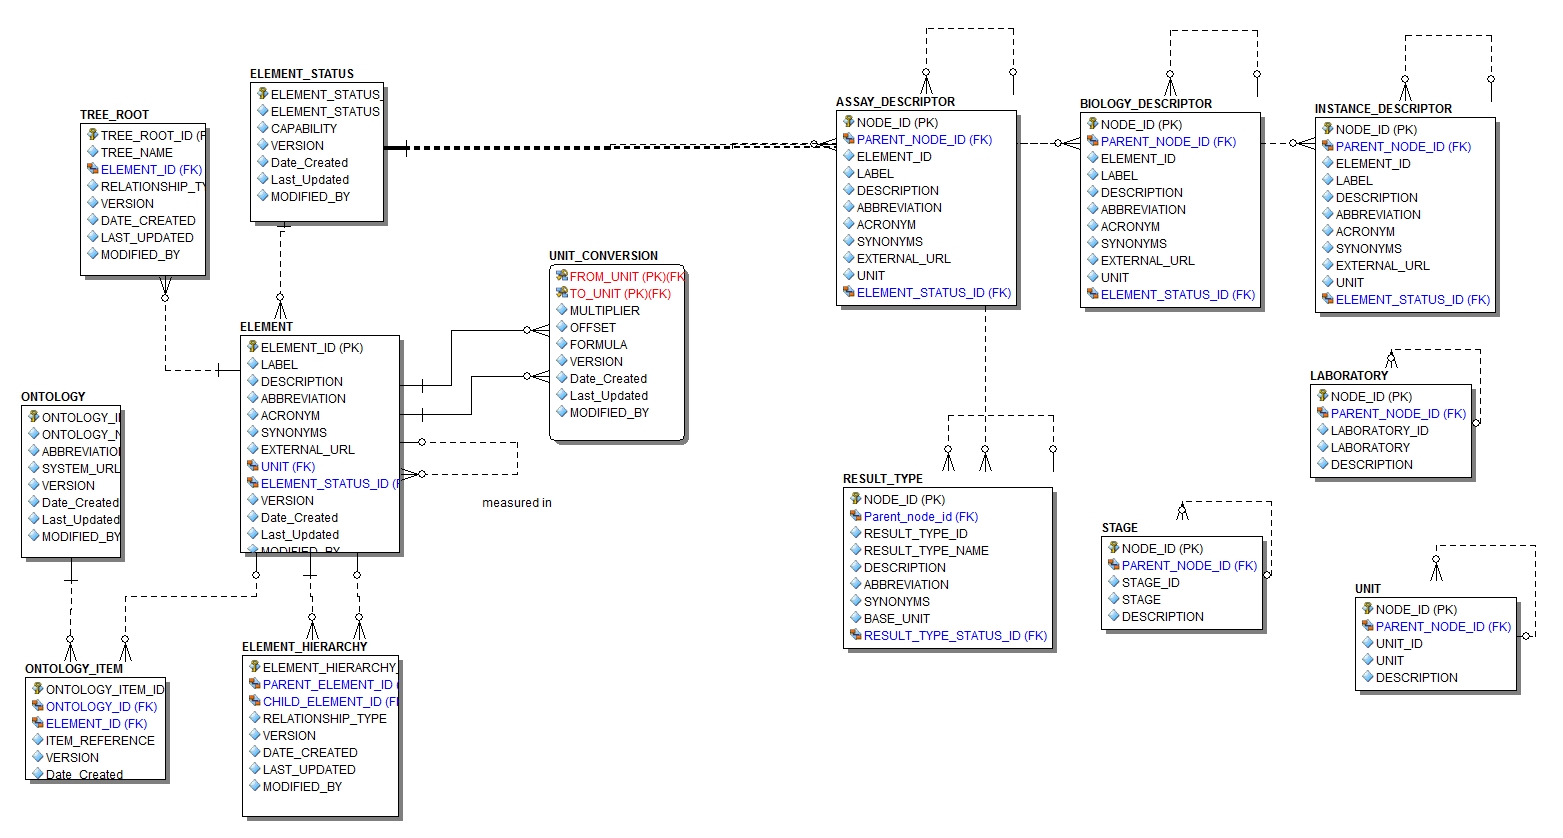 ELEMENT_STATUS
ELEMENT_STATUS_
ELEMENT_STATUS
CAPABILITY
VERSION
Date_Created
Last_Updated
MODIFIED_BY
TREE_ROOT
TREE_ROOT_ID (P
TREE_NAME
ELEMENT_ID (FK)
RELATIONSHIP_TY
VERSION
DATE_CREATED
LAST_UPDATED
MODIFIED_BY
ASSAY_DESCRIPTOR
NODE_ID (PK)
PARENT_NODE_ID (FK)
ELEMENT_ID
LABEL
DESCRIPTION
ABBREVIATION
ACRONYM
SYNONYMS
EXTERNAL_URL
UNIT
ELEMENT_STATUS_ID (FK)
BIOLOGY_DESCRIPTOR
NODE_ID (PK)
PARENT_NODE_ID (FK)
ELEMENT_ID
LABEL
DESCRIPTION
ABBREVIATION
ACRONYM
SYNONYMS
EXTERNAL_URL
UNIT
ELEMENT_STATUS_ID (FK)
INSTANCE_DESCRIPTOR
NODE_ID (PK)
PARENT_NODE_ID (FK)
ELEMENT_ID
LABEL
DESCRIPTION
ABBREVIATION
ACRONYM
SYNONYMS
EXTERNAL_URL
UNIT
ELEMENT_STATUS_ID (FK)
UNIT_CONVERSION
FROM_UNIT (PK)(FK
TO_UNIT (PK)(FK)
MULTIPLIER
OFFSET
FORMULA
VERSION
Date_Created
Last_Updated
MODIFIED_BY
ELEMENT
ELEMENT_ID (PK)
LABEL
DESCRIPTION
ABBREVIATION
ACRONYM
SYNONYMS
EXTERNAL_URL
UNIT (FK)
ELEMENT_STATUS_ID (F
VERSION
Date_Created
Last_Updated
MODIFIED_BY
measured in
ONTOLOGY
ONTOLOGY_I
ONTOLOGY_N
ABBREVIATIO
SYSTEM_URL
VERSION
Date_Created
Last_Updated
MODIFIED_BY
LABORATORY
NODE_ID (PK)
PARENT_NODE_ID (FK)
LABORATORY_ID
LABORATORY
DESCRIPTION
RESULT_TYPE
NODE_ID (PK)
Parent_node_id (FK)
RESULT_TYPE_ID
RESULT_TYPE_NAME
DESCRIPTION
ABBREVIATION
SYNONYMS
BASE_UNIT
RESULT_TYPE_STATUS_ID (FK)
STAGE
NODE_ID (PK)
PARENT_NODE_ID (FK)
STAGE_ID
STAGE
DESCRIPTION
UNIT
NODE_ID (PK)
PARENT_NODE_ID (FK)
UNIT_ID
UNIT
DESCRIPTION
ONTOLOGY_ITEM
ONTOLOGY_ITEM_ID
ONTOLOGY_ID (FK)
ELEMENT_ID (FK)
ITEM_REFERENCE
VERSION
Date_Created
ELEMENT_HIERARCHY
ELEMENT_HIERARCHY_
PARENT_ELEMENT_ID (
CHILD_ELEMENT_ID (F
RELATIONSHIP_TYPE
VERSION
DATE_CREATED
LAST_UPDATED
MODIFIED_BY